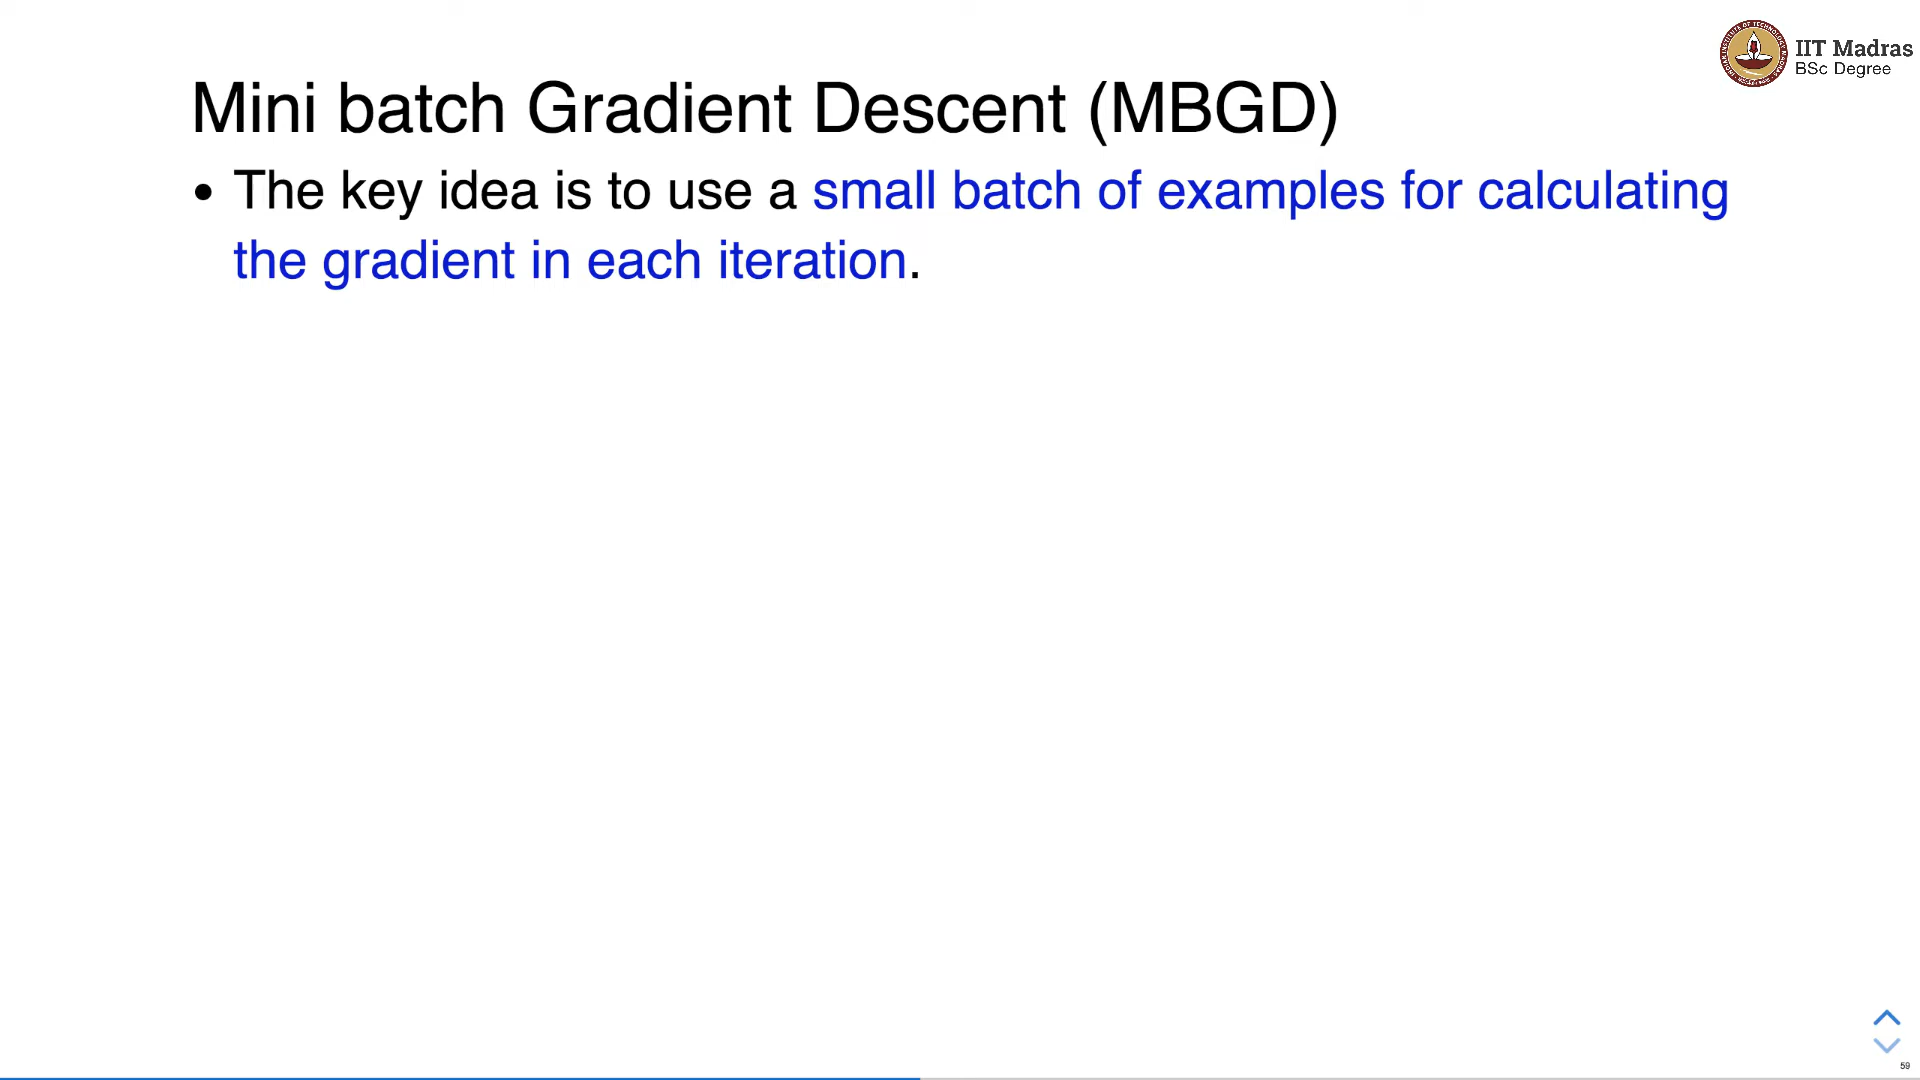 IIT Madras
BSc Degree
Mini batch Gradient Descent (MBGD)
• The key idea is to use a small batch of examples for calculating
the gradient in each iteration.
59